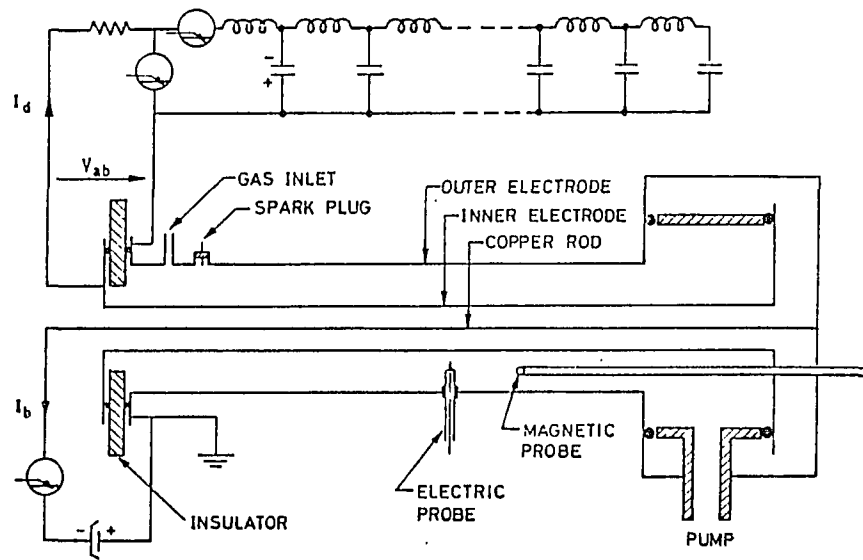 -
+
I_d
V_ab
GAS INLET
SPARK PLUG
OUTER ELECTRODE
INNER ELECTRODE
COPPER ROD
I_b
MAGNETIC
PROBE
ELECTRIC
PROBE
INSULATOR
- +
PUMP